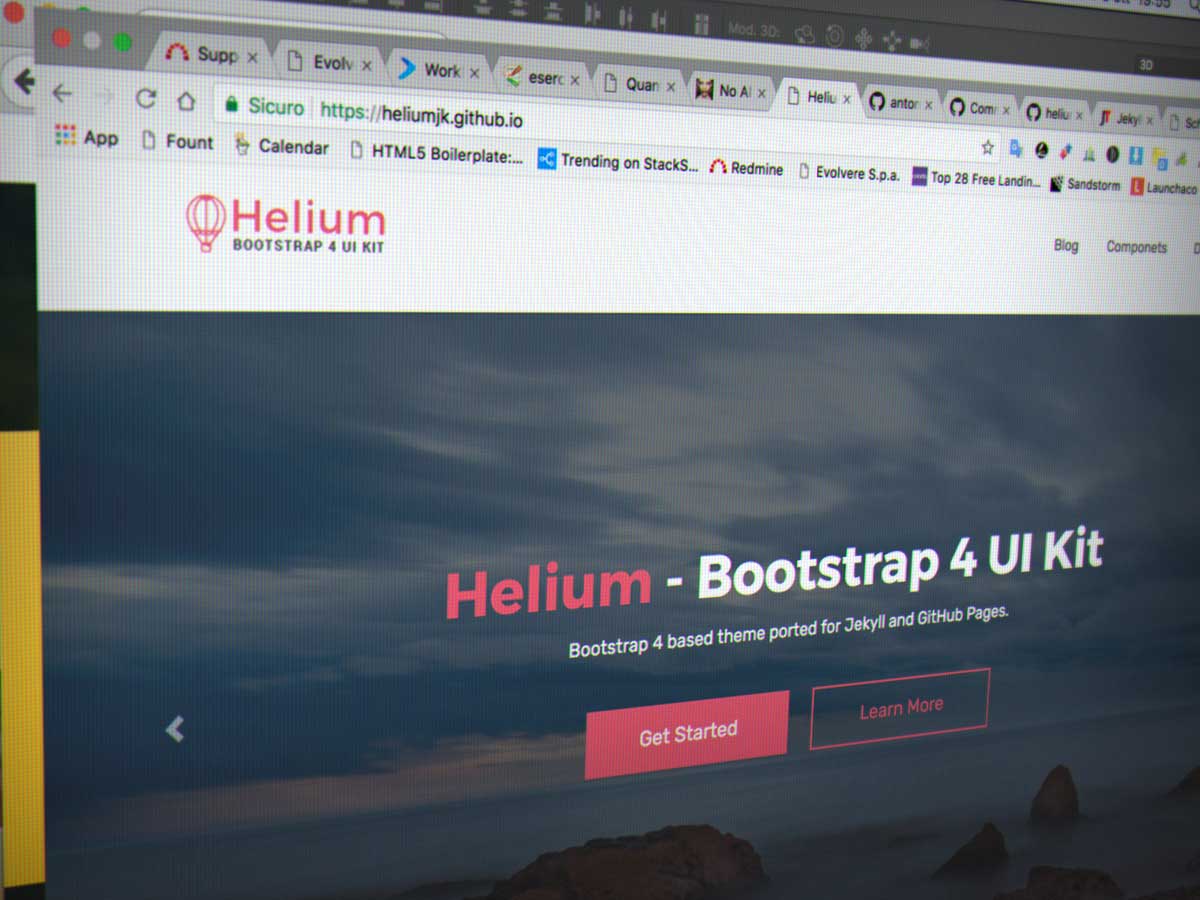 Mod. 3D:
3D
Supp
Evolv
Work
eserc
Quan
No Al
Heliu
anton
Com
heliu
Jekyl
Sicuro
https://heliumjk.github.io
App
Fount
Calendar
HTML5 Boilerplate:...
Trending on StackS...
Redmine
Evolvere S.p.a.
Top 28 Free Landin...
Sandstorm
Launchaco
Helium
BOOTSTRAP 4 UI KIT
Blog
Componets
Helium - Bootstrap 4 UI Kit
Bootstrap 4 based theme ported for Jekyll and GitHub Pages.
Get Started
Learn More